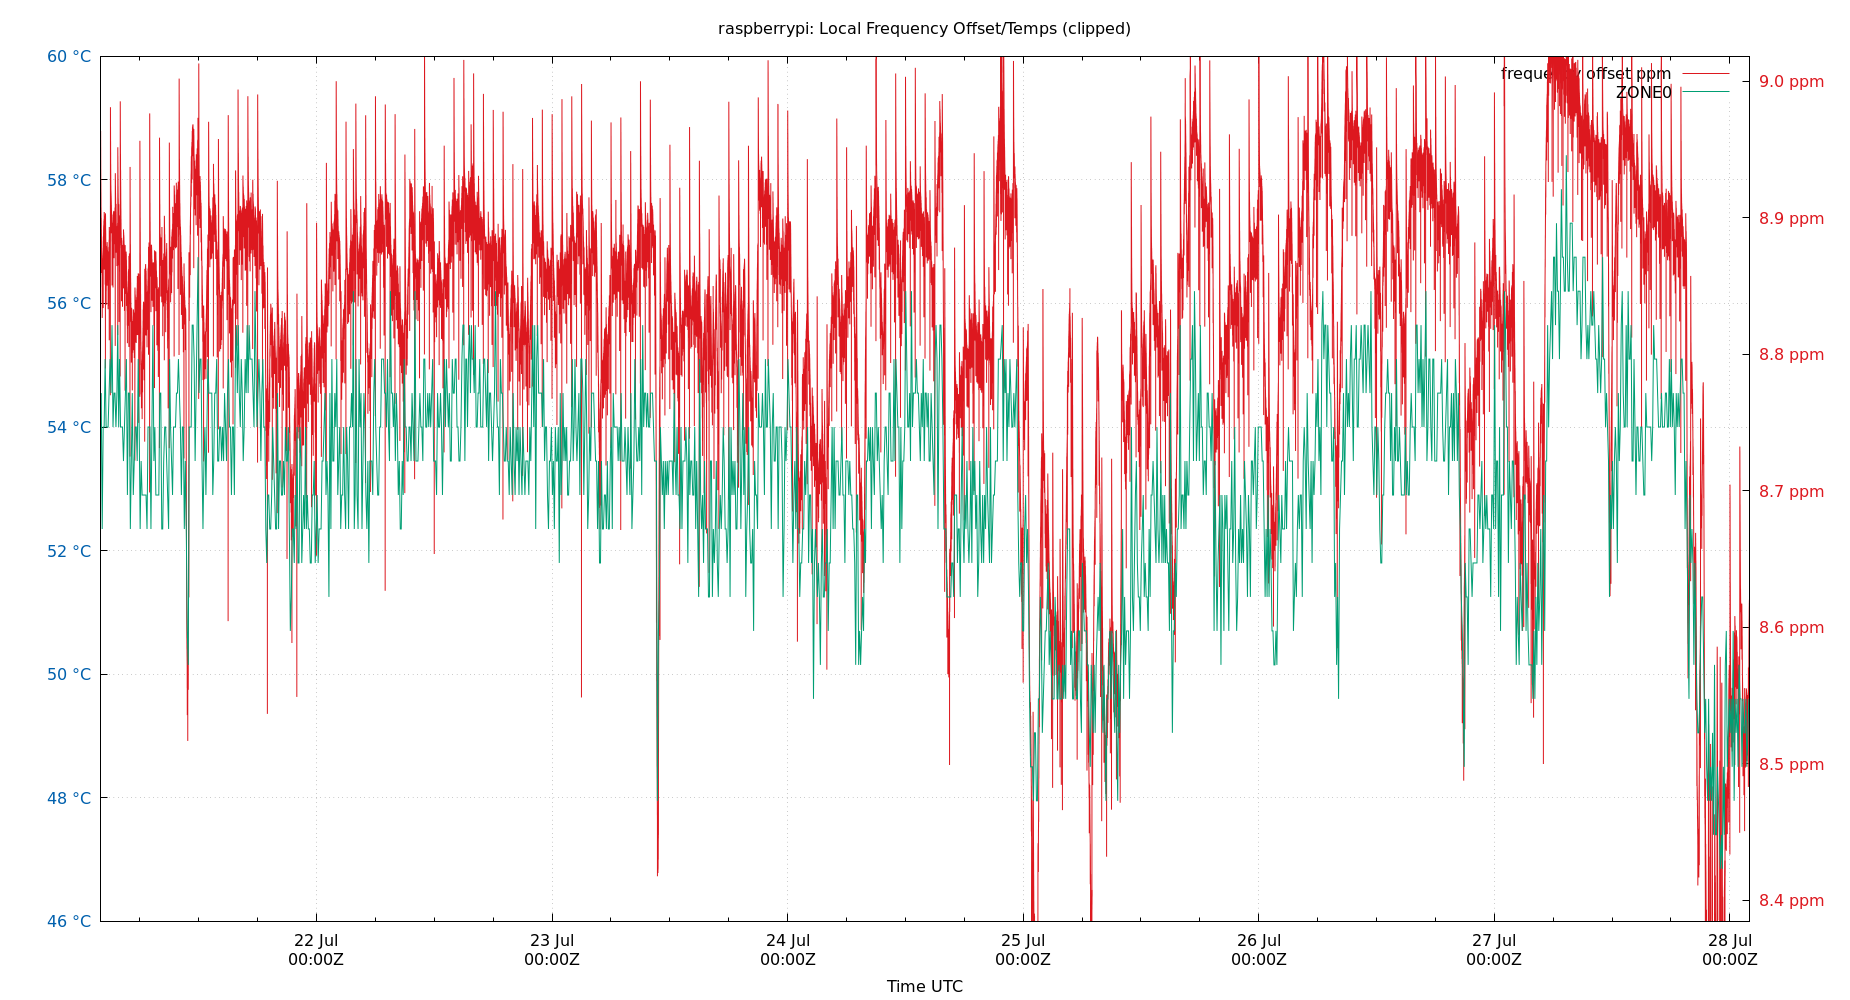 raspberrypi: Local Frequency Offset/Temps (clipped)
60 °C
58 °C
56 °C
54 °C
52 °C
50 °C
48 °C
46 °C
frequency offset ppm
ZONE0
9.0 ppm
8.9 ppm
8.8 ppm
8.7 ppm
8.6 ppm
8.5 ppm
8.4 ppm
22 Jul
00:00Z
23 Jul
00:00Z
24 Jul
00:00Z
25 Jul
00:00Z
26 Jul
00:00Z
27 Jul
00:00Z
28 Jul
00:00Z
Time UTC